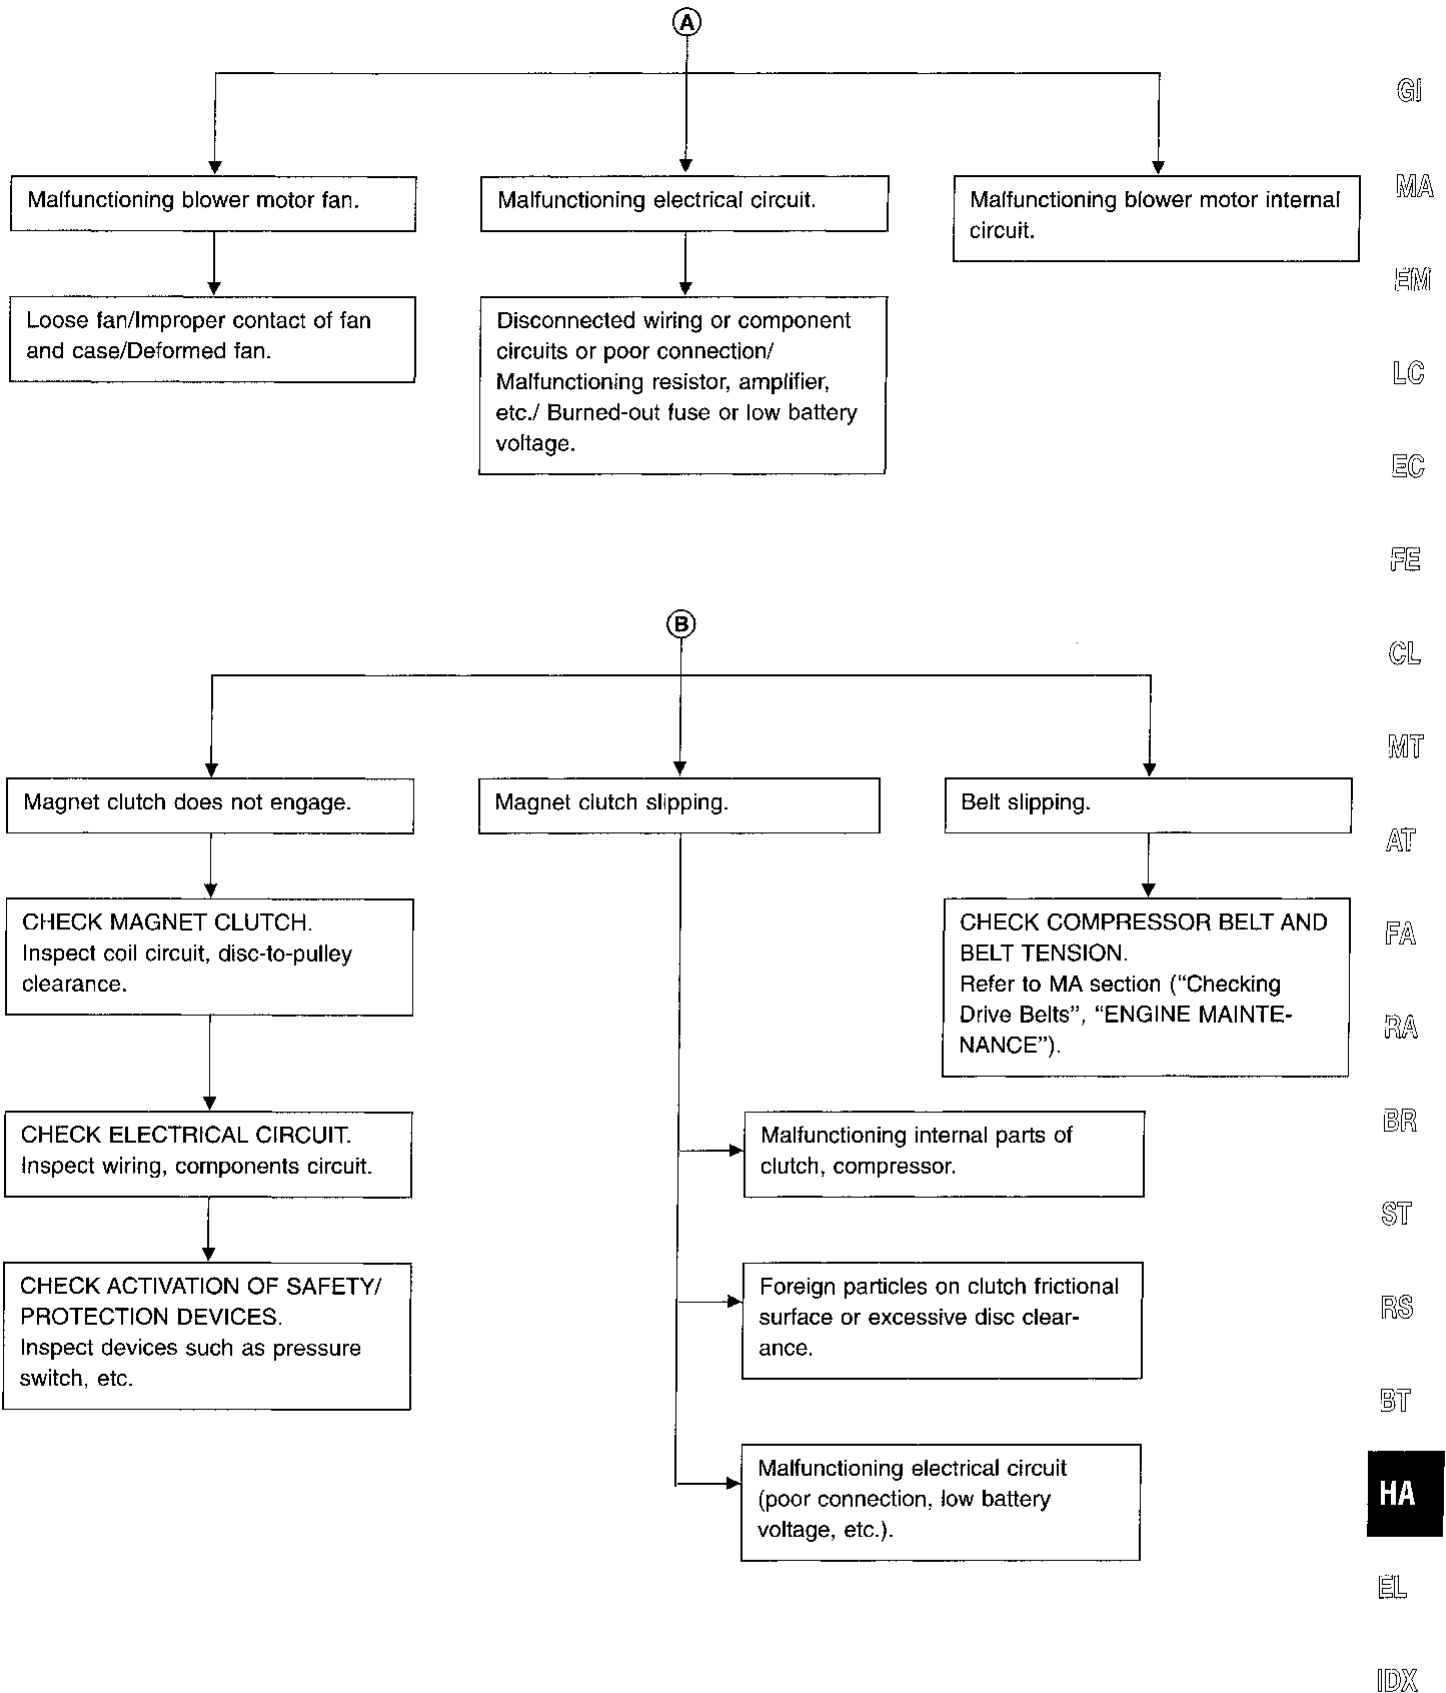 A
Malfunctioning blower motor fan.
Malfunctioning electrical circuit.
Malfunctioning blower motor internal
circuit.
Loose fan/Improper contact of fan
and case/Deformed fan.
Disconnected wiring or component
circuits or poor connection/
Malfunctioning resistor, amplifier,
etc./ Burned-out fuse or low battery
voltage.
B
Magnet clutch does not engage.
Magnet clutch slipping.
Belt slipping.
CHECK MAGNET CLUTCH.
Inspect coil circuit, disc-to-pulley
clearance.
CHECK COMPRESSOR BELT AND
BELT TENSION.
Refer to MA section (“Checking
Drive Belts”, “ENGINE MAINTE-
NANCE”).
CHECK ELECTRICAL CIRCUIT.
Inspect wiring, components circuit.
Malfunctioning internal parts of
clutch, compressor.
CHECK ACTIVATION OF SAFETY/
PROTECTION DEVICES.
Inspect devices such as pressure
switch, etc.
Foreign particles on clutch frictional
surface or excessive disc clear-
ance.
Malfunctioning electrical circuit
(poor connection, low battery
voltage, etc.).
GI
MA
EM
LC
EC
FE
CL
MT
AT
FA
RA
BR
ST
RS
BT
HA
EL
IDX